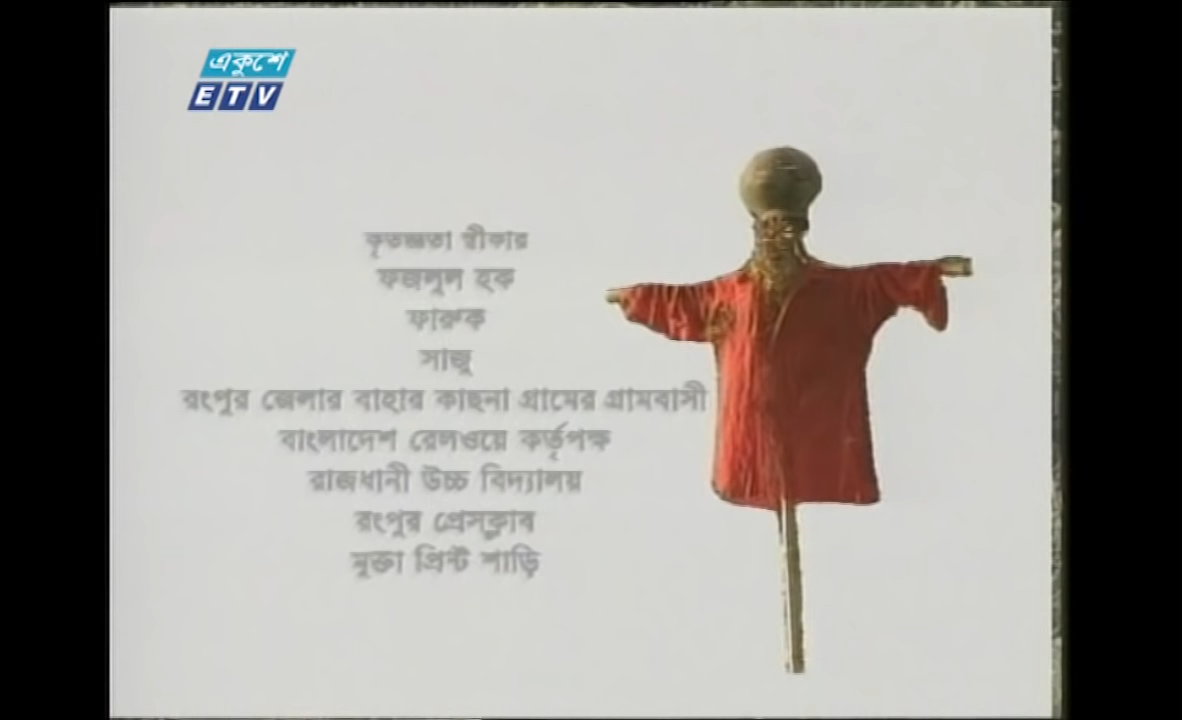 একুশে
ETV
কৃতজ্ঞতা স্বীকার
ফজলুল হক
ফারুক
সাজু
রংপুর জেলার বাহার কাছনা গ্রামের গ্রামবাসী
বাংলাদেশ রেলওয়ে কর্তৃপক্ষ
রাজধানী উচ্চ বিদ্যালয়
রংপুর প্রেসক্লাব
মুক্তা প্রিন্ট শাড়ি